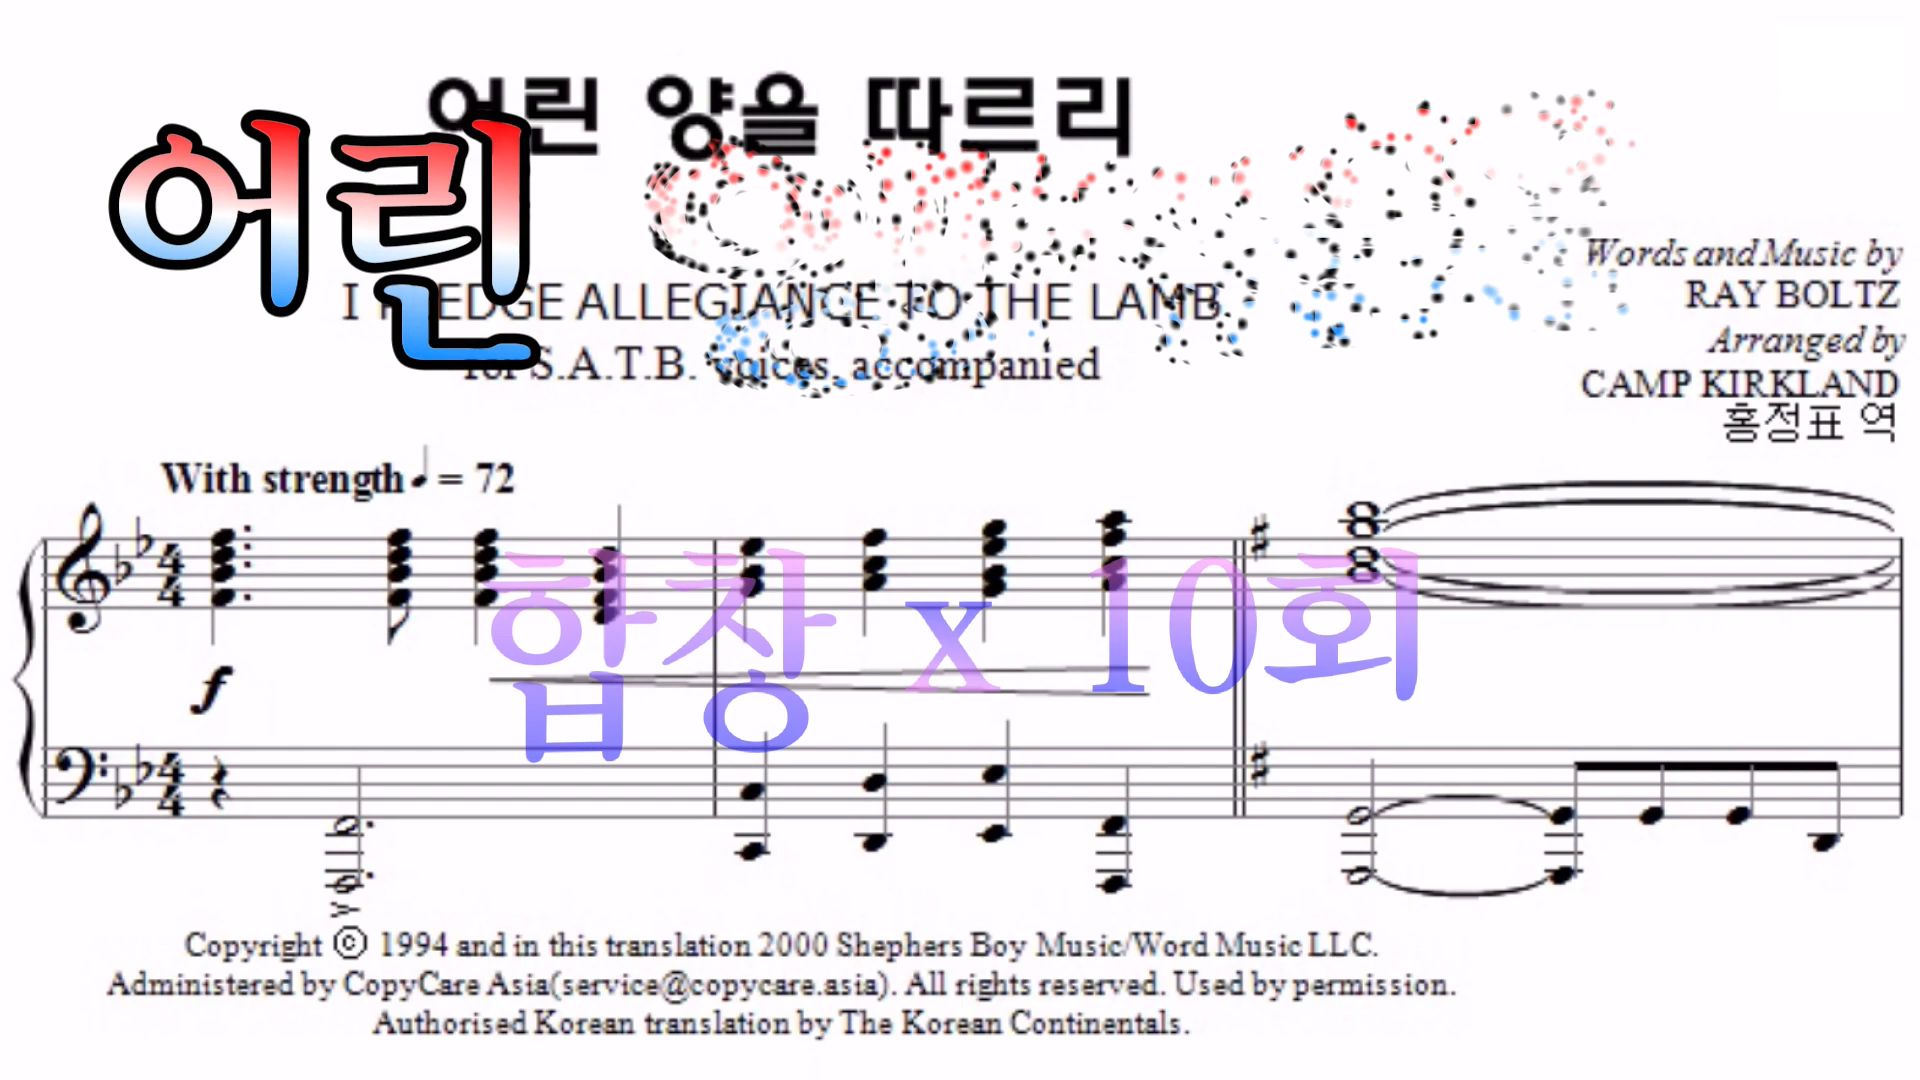 어린 양을 따르리
어린
I PLEDGE ALLEGIANCE TO THE LAMB
for S.A.T.B. voices, accompanied
Words and Music by
RAY BOLTZ
Arranged by
CAMP KIRKLAND
홍정표 역
With strength ♩ = 72
f
합창 x 10회
Copyright © 1994 and in this translation 2000 Shephers Boy Music/Word Music LLC.
Administered by CopyCare Asia(service@copycare.asia). All rights reserved. Used by permission.
Authorised Korean translation by The Korean Continentals.